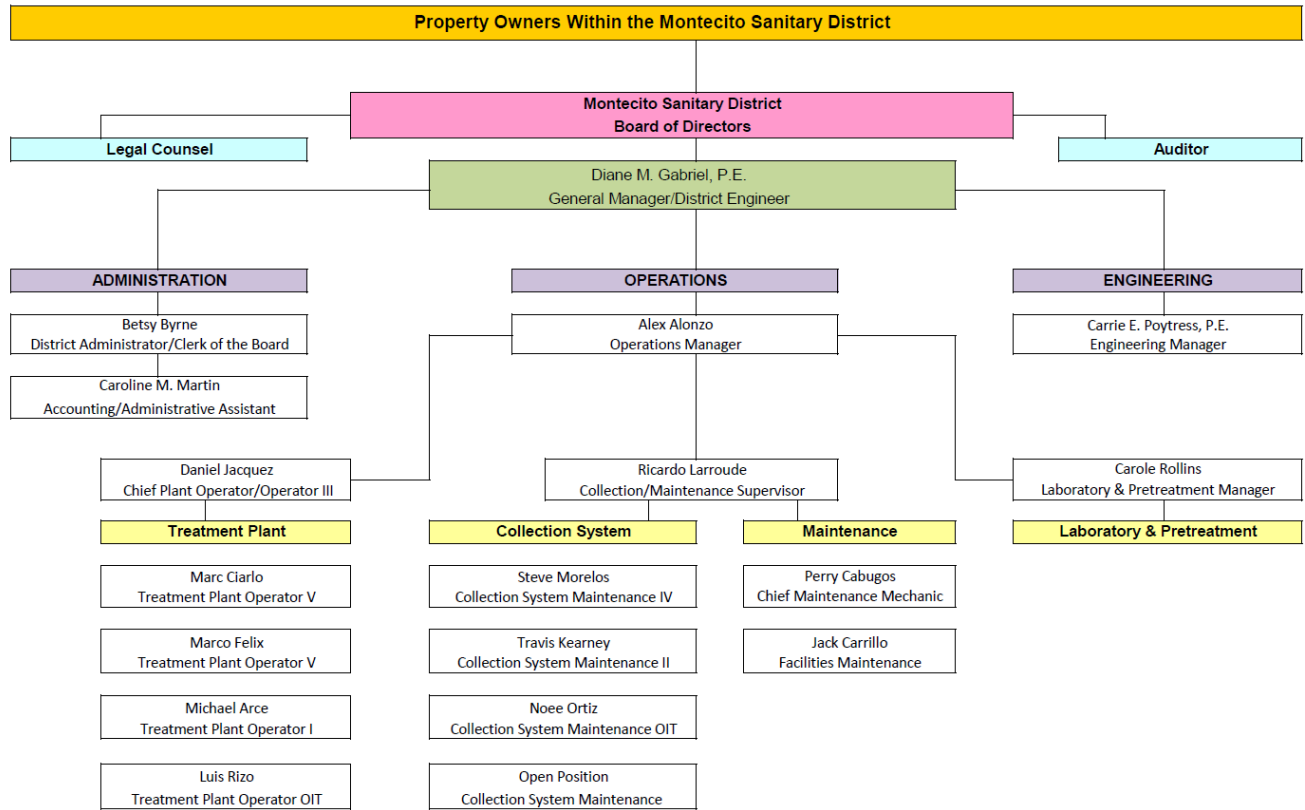 Property Owners Within the Montecito Sanitary District
Montecito Sanitary District
Board of Directors
Legal Counsel
Auditor
Diane M. Gabriel, P.E.
General Manager/District Engineer
ADMINISTRATION
OPERATIONS
ENGINEERING
Betsy Byrne
District Administrator/Clerk of the Board
Alex Alonzo
Operations Manager
Carrie E. Poytress, P.E.
Engineering Manager
Caroline M. Martin
Accounting/Administrative Assistant
Daniel Jacquez
Chief Plant Operator/Operator III
Ricardo Larroude
Collection/Maintenance Supervisor
Carole Rollins
Laboratory & Pretreatment Manager
Treatment Plant
Collection System
Maintenance
Laboratory & Pretreatment
Marc Ciarlo
Treatment Plant Operator V
Steve Morelos
Collection System Maintenance IV
Perry Cabugos
Chief Maintenance Mechanic
Marco Felix
Treatment Plant Operator V
Travis Kearney
Collection System Maintenance II
Jack Carrillo
Facilities Maintenance
Michael Arce
Treatment Plant Operator I
Noee Ortiz
Collection System Maintenance OIT
Luis Rizo
Treatment Plant Operator OIT
Open Position
Collection System Maintenance